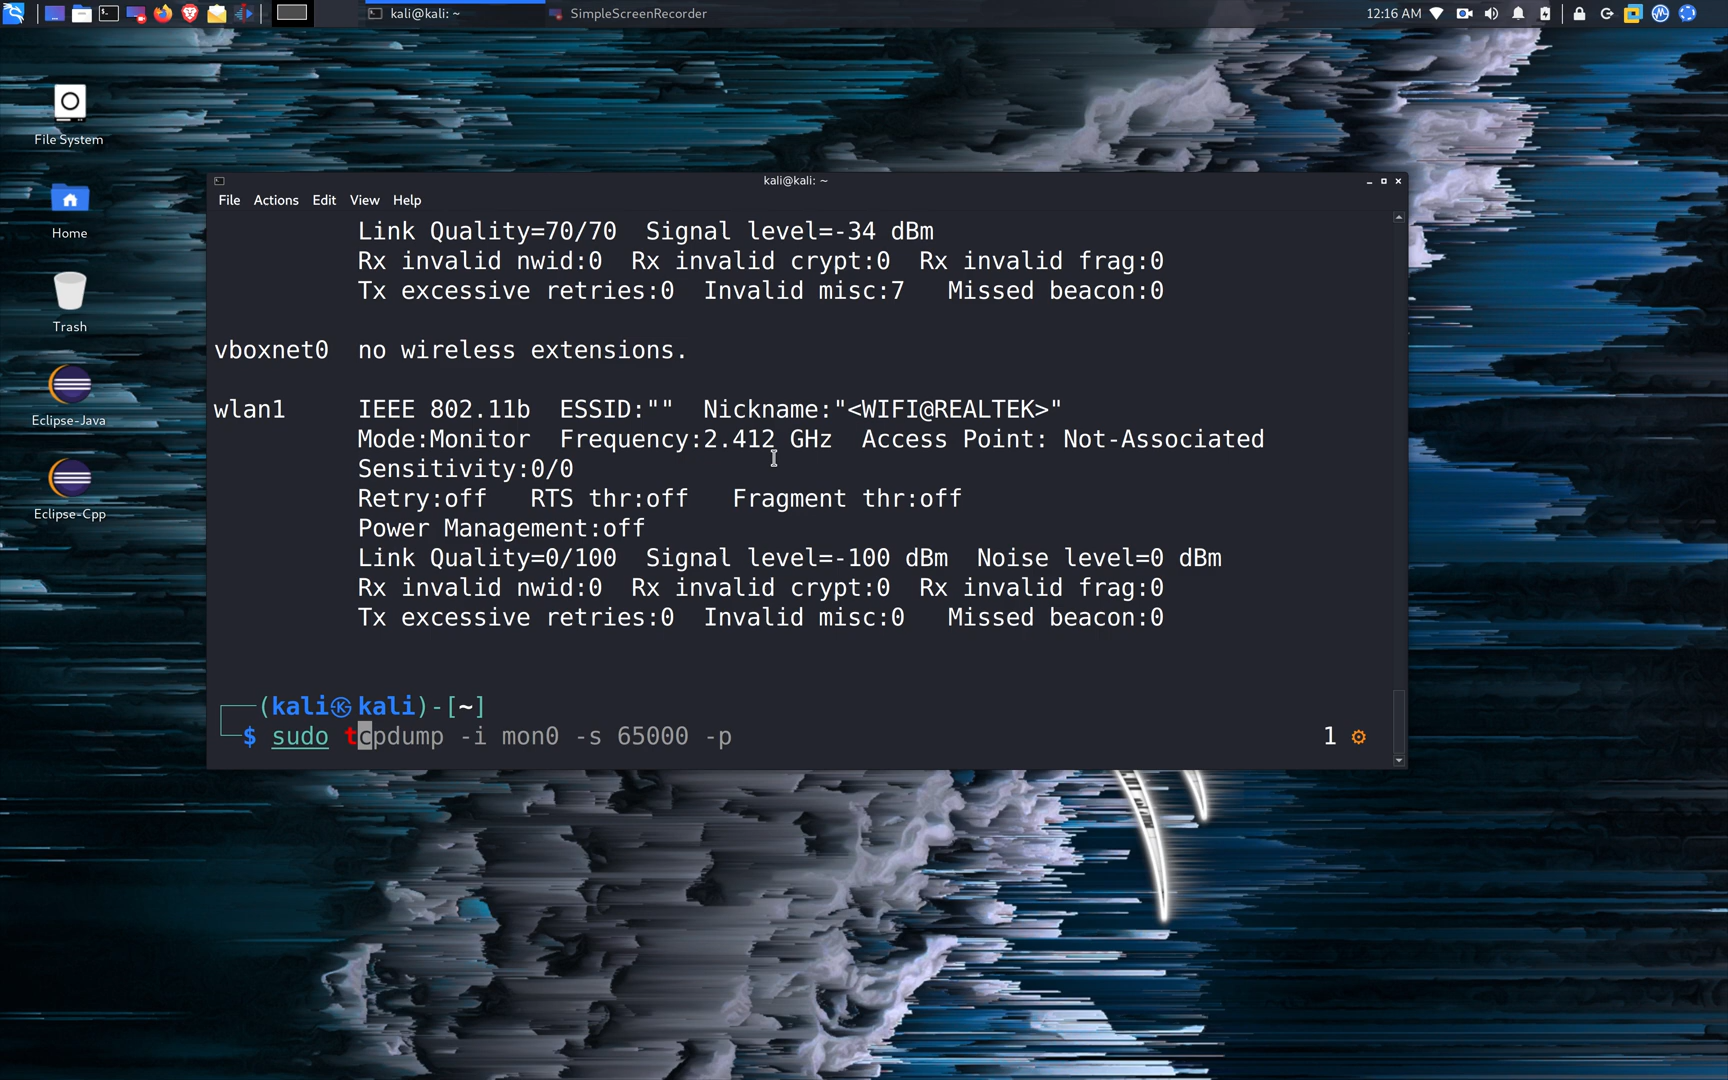 kali@kali: ~
SimpleScreenRecorder
12:16 AM
File System
Home
Trash
Eclipse-Java
Eclipse-Cpp
kali@kali: ~
File Actions Edit View Help
Link Quality=70/70 Signal level=-34 dBm
Rx invalid nwid:0 Rx invalid crypt:0 Rx invalid frag:0
Tx excessive retries:0 Invalid misc:7 Missed beacon:0
vboxnet0 no wireless extensions.
wlan1 IEEE 802.11b ESSID:"" Nickname:"<WIFI@REALTEK>"
Mode:Monitor Frequency:2.412 GHz Access Point: Not-Associated
Sensitivity:0/0
Retry:off RTS thr:off Fragment thr:off
Power Management:off
Link Quality=0/100 Signal level=-100 dBm Noise level=0 dBm
Rx invalid nwid:0 Rx invalid crypt:0 Rx invalid frag:0
Tx excessive retries:0 Invalid misc:0 Missed beacon:0
┌──(kali㉿kali)-[~]
└─$ sudo tcpdump -i mon0 -s 65000 -p 1 ⚙